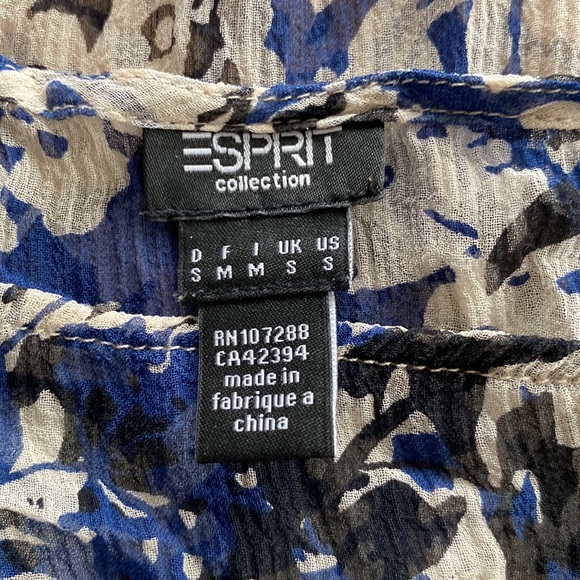 ESPRIT
collection
D F I UK US
S M M S S
RN107288
CA42394
made in
fabrique a
china